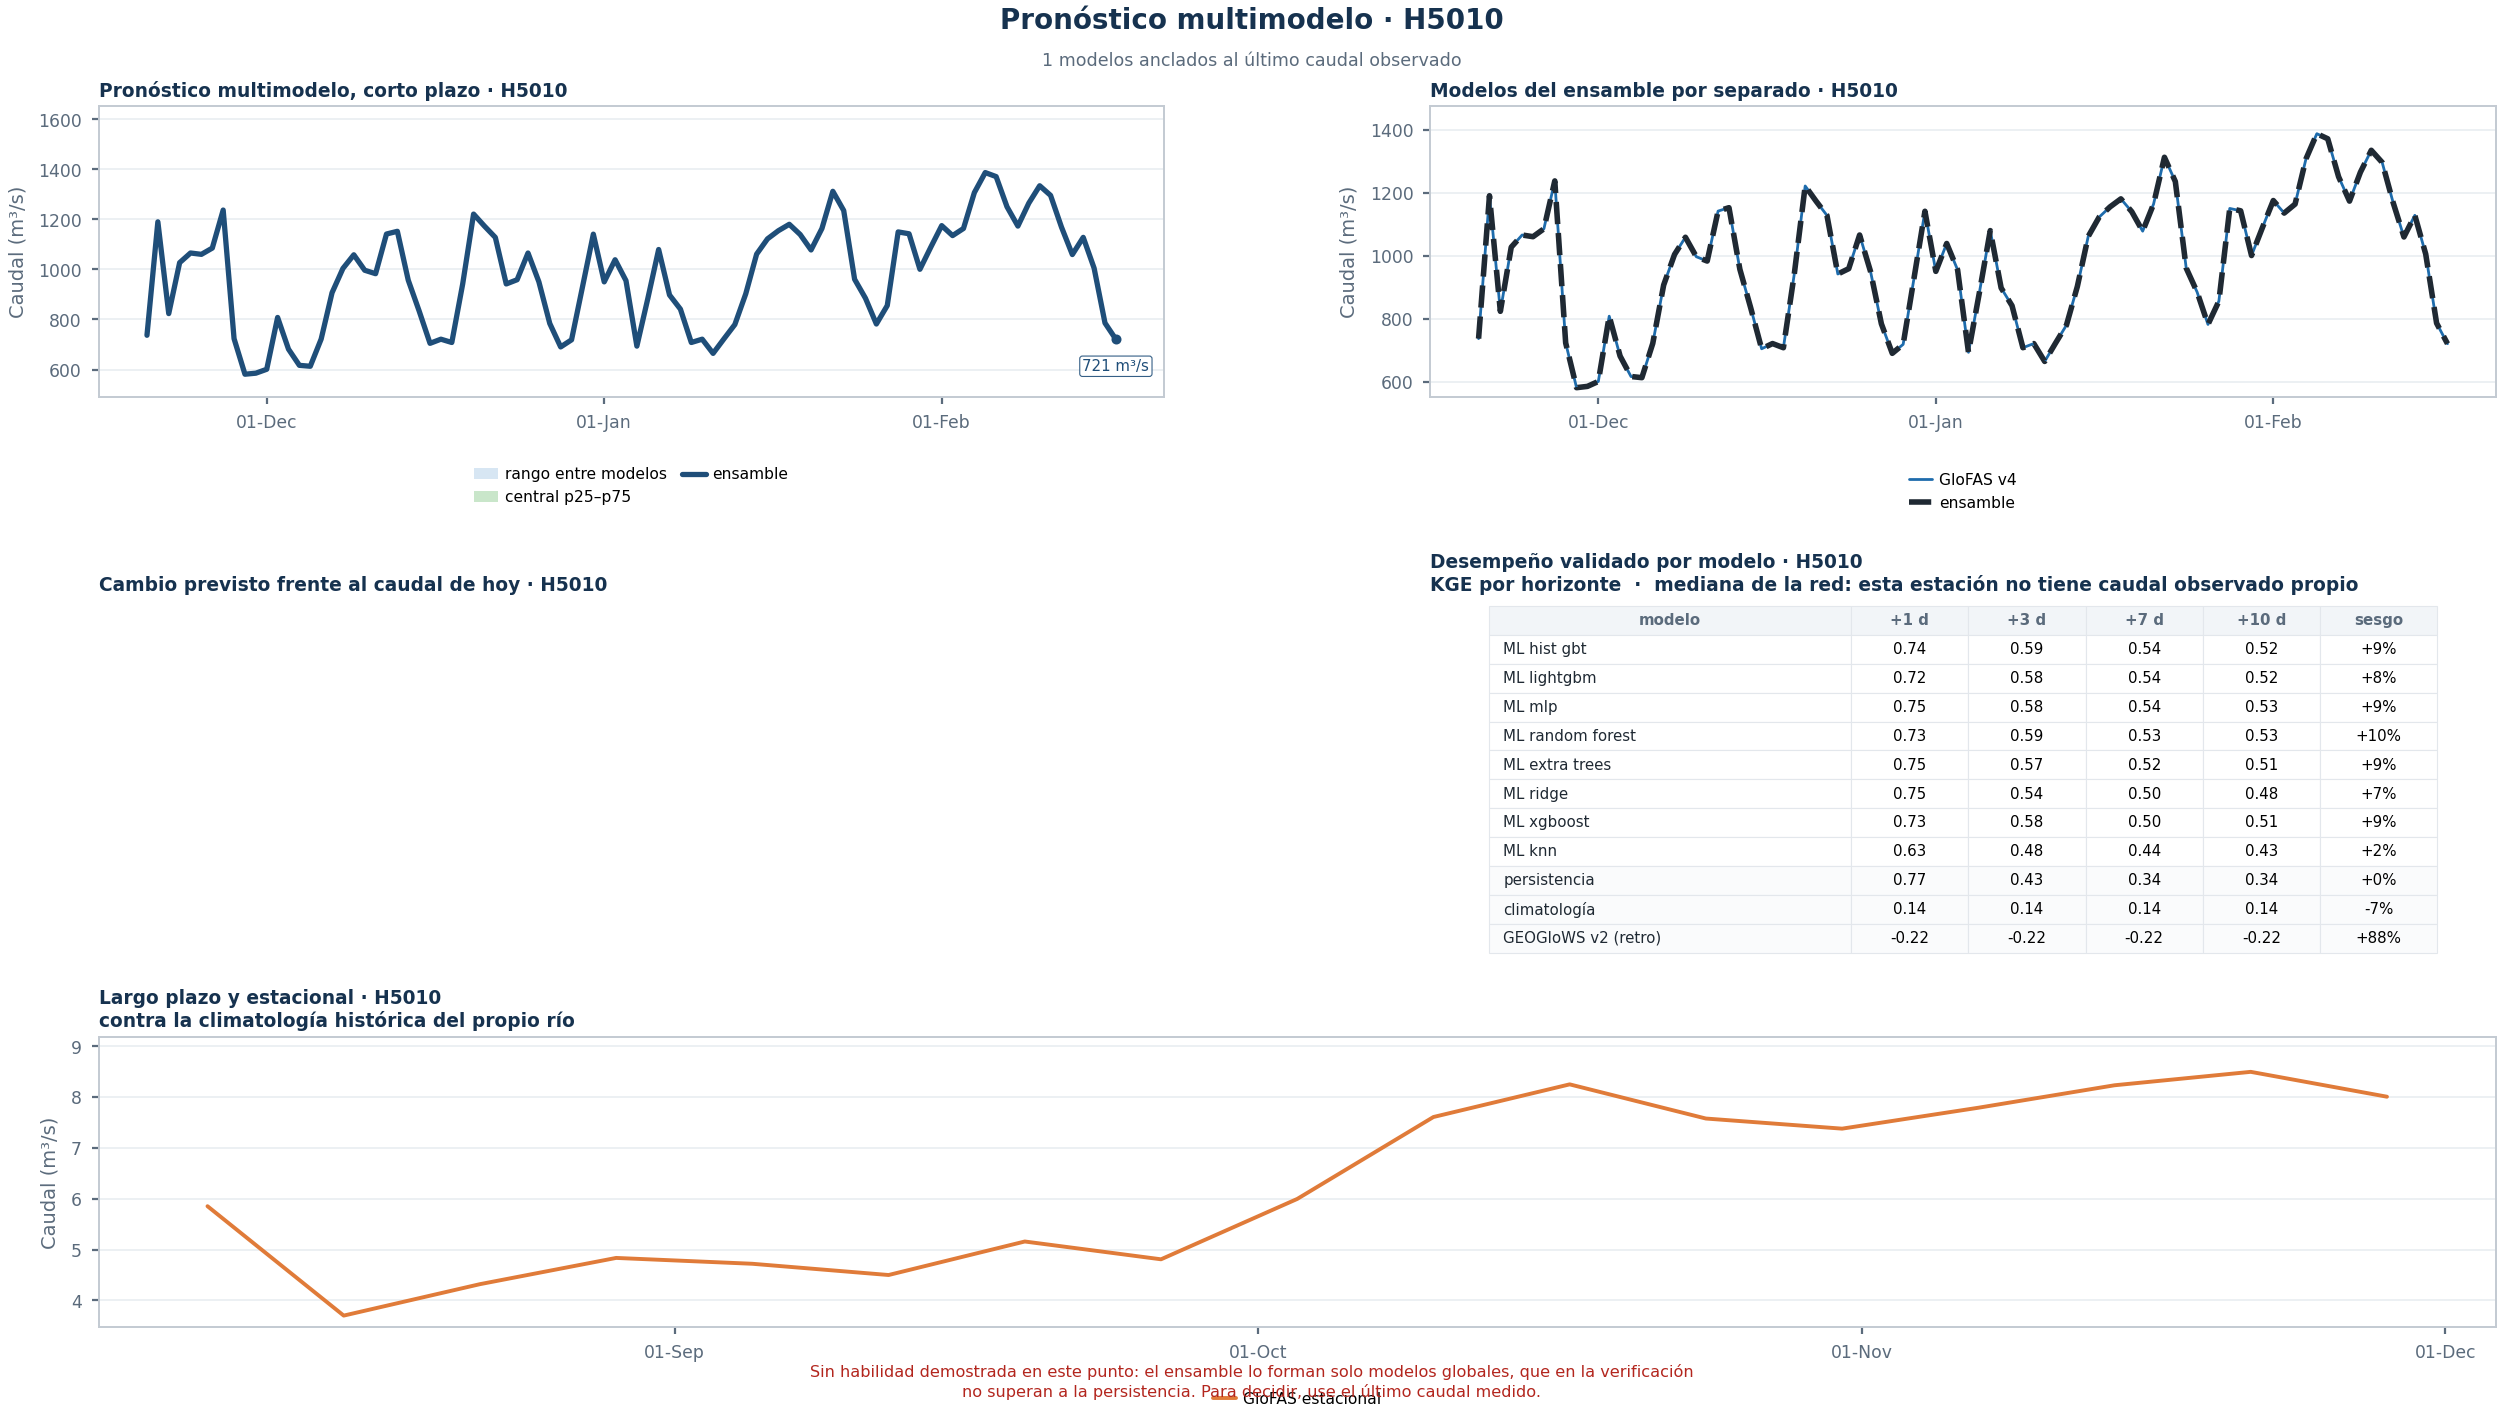 Pronóstico multimodelo · H5010
1 modelos anclados al último caudal observado
Pronóstico multimodelo, corto plazo · H5010
Caudal (m³/s)
1600
1400
1200
1000
800
600
721 m³/s
01-Dec 01-Jan 01-Feb
rango entre modelos ensamble
central p25–p75
Modelos del ensamble por separado · H5010
Caudal (m³/s)
1400
1200
1000
800
600
01-Dec 01-Jan 01-Feb
GloFAS v4
ensamble
Cambio previsto frente al caudal de hoy · H5010
Desempeño validado por modelo · H5010
KGE por horizonte · mediana de la red: esta estación no tiene caudal observado propio
modelo +1 d +3 d +7 d +10 d sesgo
ML hist gbt 0.74 0.59 0.54 0.52 +9%
ML lightgbm 0.72 0.58 0.54 0.52 +8%
ML mlp 0.75 0.58 0.54 0.53 +9%
ML random forest 0.73 0.59 0.53 0.53 +10%
ML extra trees 0.75 0.57 0.52 0.51 +9%
ML ridge 0.75 0.54 0.50 0.48 +7%
ML xgboost 0.73 0.58 0.50 0.51 +9%
ML knn 0.63 0.48 0.44 0.43 +2%
persistencia 0.77 0.43 0.34 0.34 +0%
climatología 0.14 0.14 0.14 0.14 -7%
GEOGloWS v2 (retro) -0.22 -0.22 -0.22 -0.22 +88%
Largo plazo y estacional · H5010
contra la climatología histórica del propio río
Caudal (m³/s)
9
8
7
6
5
4
01-Sep 01-Oct 01-Nov 01-Dec
Sin habilidad demostrada en este punto: el ensamble lo forman solo modelos globales, que en la verificación
no superan a la persistencia. Para decidir, use el último caudal medido.
GloFAS estacional